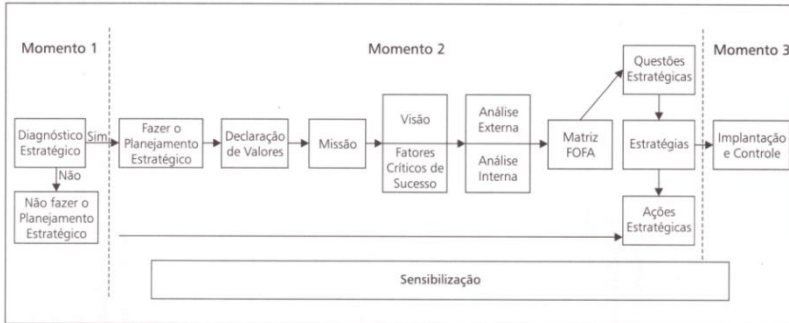 Momento 1
Momento 2
Momento 3
Diagnóstico
Estratégico
Sim
Não
Não fazer o
Planejamento
Estratégico
Fazer o
Planejamento
Estratégico
Declaração
de Valores
Missão
Visão
Fatores
Críticos de
Sucesso
Análise
Externa
Análise
Interna
Matriz
FOFA
Questões
Estratégicas
Estratégias
Ações
Estratégicas
Implantação
e Controle
Sensibilização